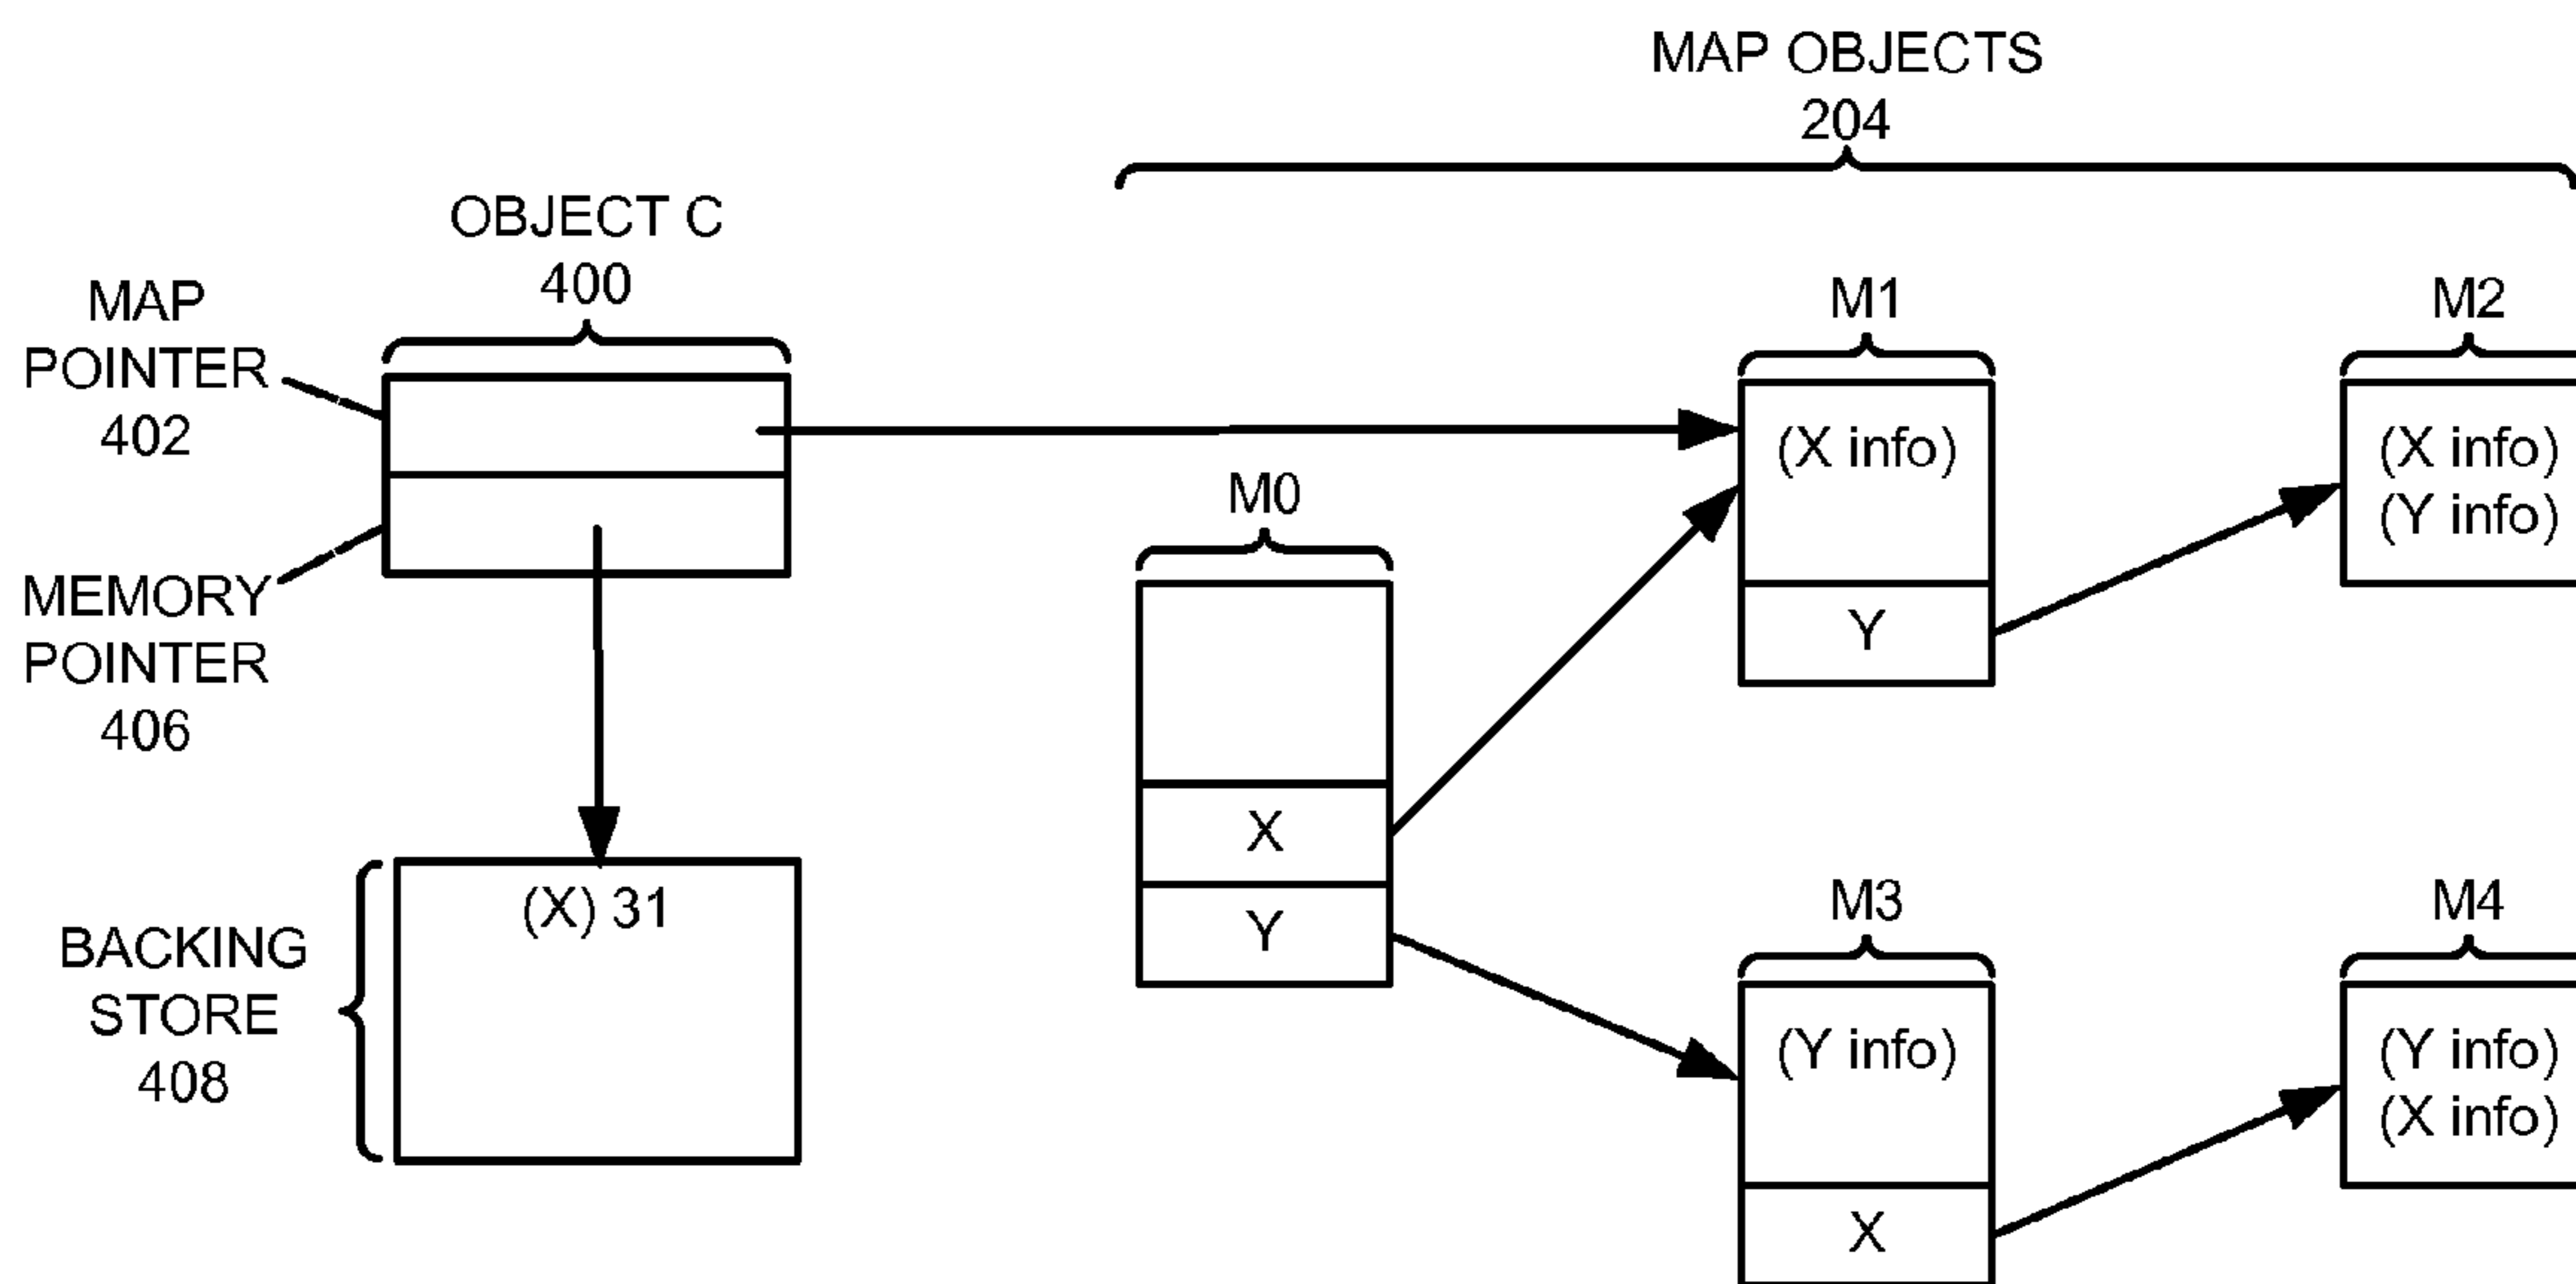 MAP OBJECTS
204
OBJECT C
400
MAP
POINTER
402
MEMORY
POINTER
406
(X) 31
BACKING
STORE
408
M0
X
Y
M1
(X info)
Y
M2
(X info)
(Y info)
M3
(Y info)
X
M4
(Y info)
(X info)